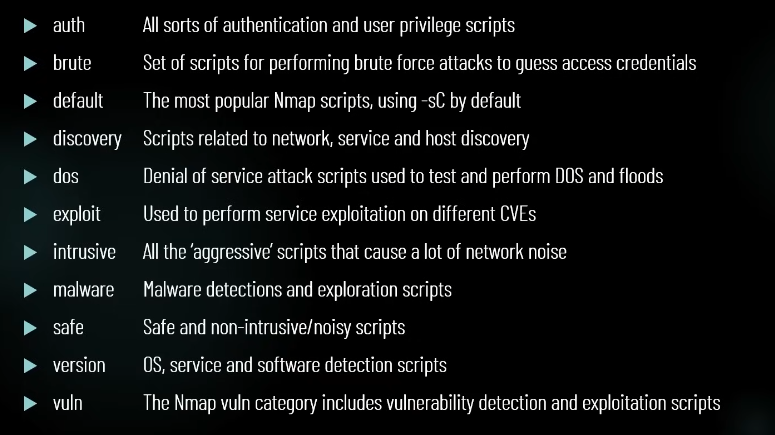 auth All sorts of authentication and user privilege scripts
brute Set of scripts for performing brute force attacks to guess access credentials
default The most popular Nmap scripts, using -sC by default
discovery Scripts related to network, service and host discovery
dos Denial of service attack scripts used to test and perform DOS and floods
exploit Used to perform service exploitation on different CVEs
intrusive All the ‘aggressive’ scripts that cause a lot of network noise
malware Malware detections and exploration scripts
safe Safe and non-intrusive/noisy scripts
version OS, service and software detection scripts
vuln The Nmap vuln category includes vulnerability detection and exploitation scripts